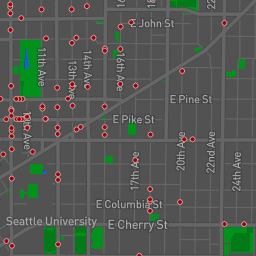 E John St
11th Ave
13th Ave
14th Ave
16th Ave
22nd
E Pine St
E Pike St
17th Ave
20th Ave
22nd Ave
24th Ave
E Columbia St
Seattle University
E Cherry St